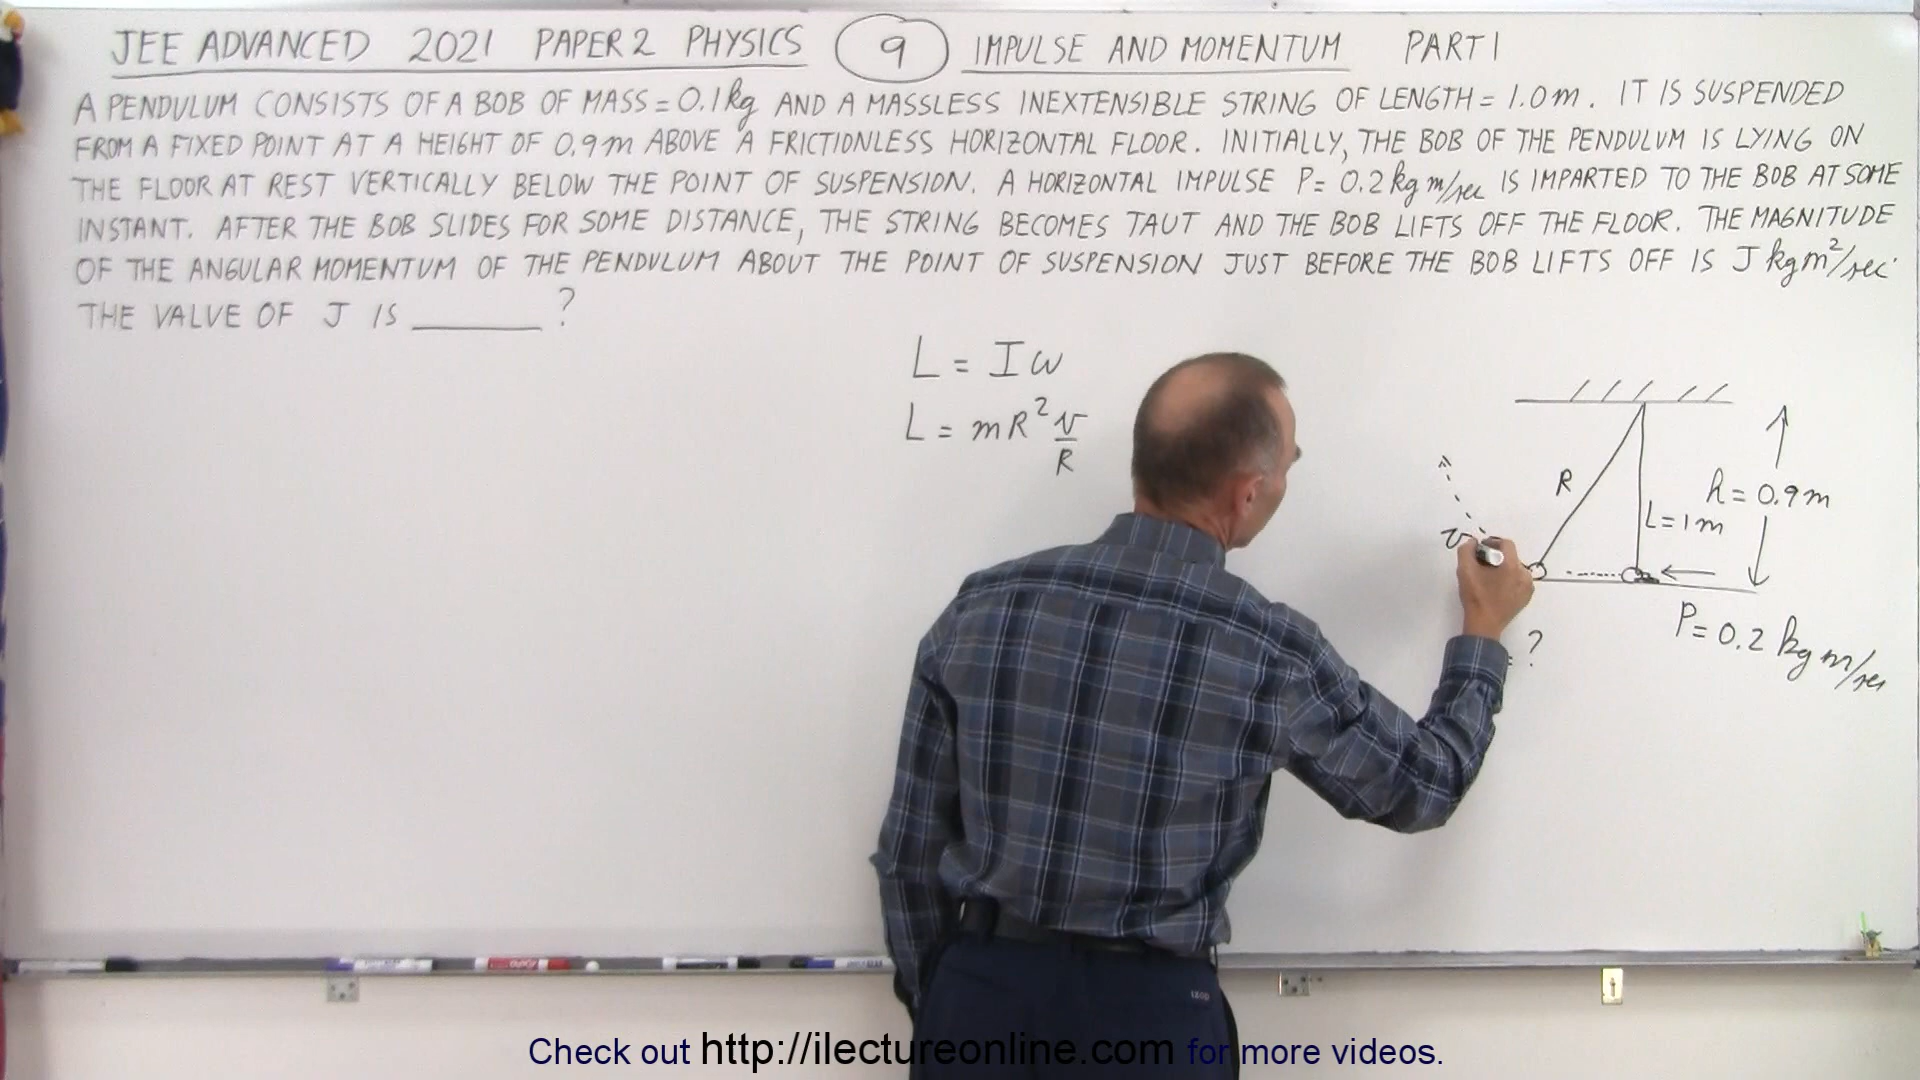 JEE ADVANCED 2021 PAPER 2 PHYSICS 9 IMPULSE AND MOMENTUM PART 1
A PENDULUM CONSISTS OF A BOB OF MASS = 0.1 kg AND A MASSLESS INEXTENSIBLE STRING OF LENGTH = 1.0 m. IT IS SUSPENDED
FROM A FIXED POINT AT A HEIGHT OF 0.9 m ABOVE A FRICTIONLESS HORIZONTAL FLOOR. INITIALLY, THE BOB OF THE PENDULUM IS LYING ON
THE FLOOR AT REST VERTICALLY BELOW THE POINT OF SUSPENSION. A HORIZONTAL IMPULSE P = 0.2 kg m/sec IS IMPARTED TO THE BOB AT SOME
INSTANT. AFTER THE BOB SLIDES FOR SOME DISTANCE, THE STRING BECOMES TAUT AND THE BOB LIFTS OFF THE FLOOR. THE MAGNITUDE
OF THE ANGULAR MOMENTUM OF THE PENDULUM ABOUT THE POINT OF SUSPENSION JUST BEFORE THE BOB LIFTS OFF IS J kg m²/sec
THE VALUE OF J IS ______ ?
L = I ω
L = m R² v/R
R
h = 0.9 m
L = 1 m
v
P = 0.2 kg m/sec
= ?
IZOD
Check out http://ilectureonline.com for more videos.